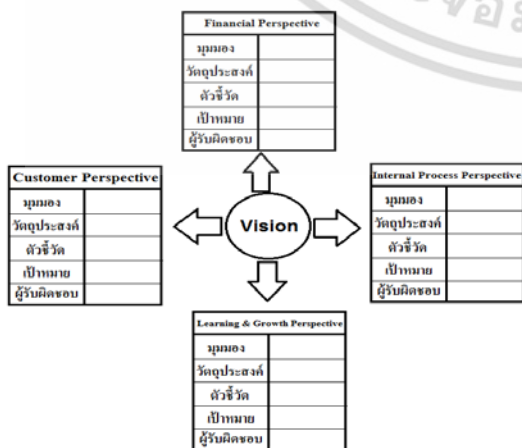 Financial Perspective
มุมมอง
วัตถุประสงค์
ตัวชี้วัด
เป้าหมาย
ผู้รับผิดชอบ
Customer Perspective
มุมมอง
วัตถุประสงค์
ตัวชี้วัด
เป้าหมาย
ผู้รับผิดชอบ
Vision
Internal Process Perspective
มุมมอง
วัตถุประสงค์
ตัวชี้วัด
เป้าหมาย
ผู้รับผิดชอบ
Learning & Growth Perspective
มุมมอง
วัตถุประสงค์
ตัวชี้วัด
เป้าหมาย
ผู้รับผิดชอบ